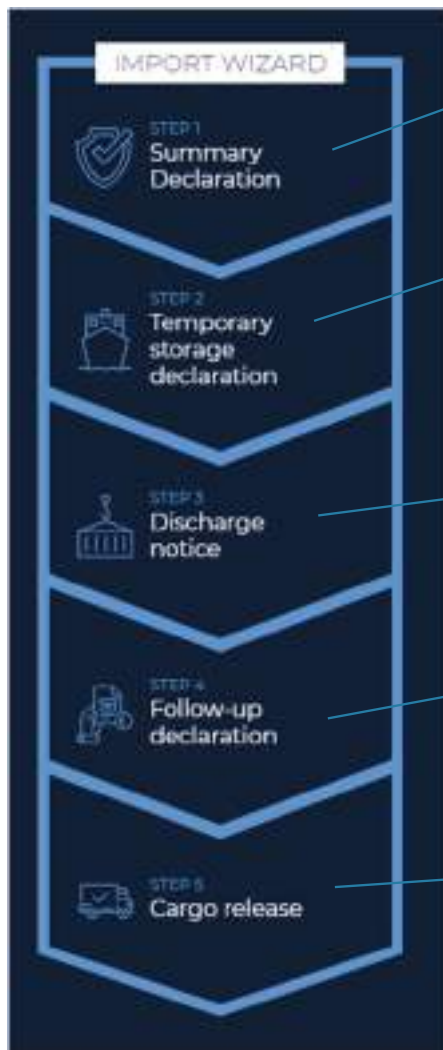 IMPORT WIZARD
STEP 1
Summary
Declaration
STEP 2
Temporary
storage
declaration
STEP 3
Discharge
notice
STEP 4
Follow-up
declaration
STEP 5
Cargo release